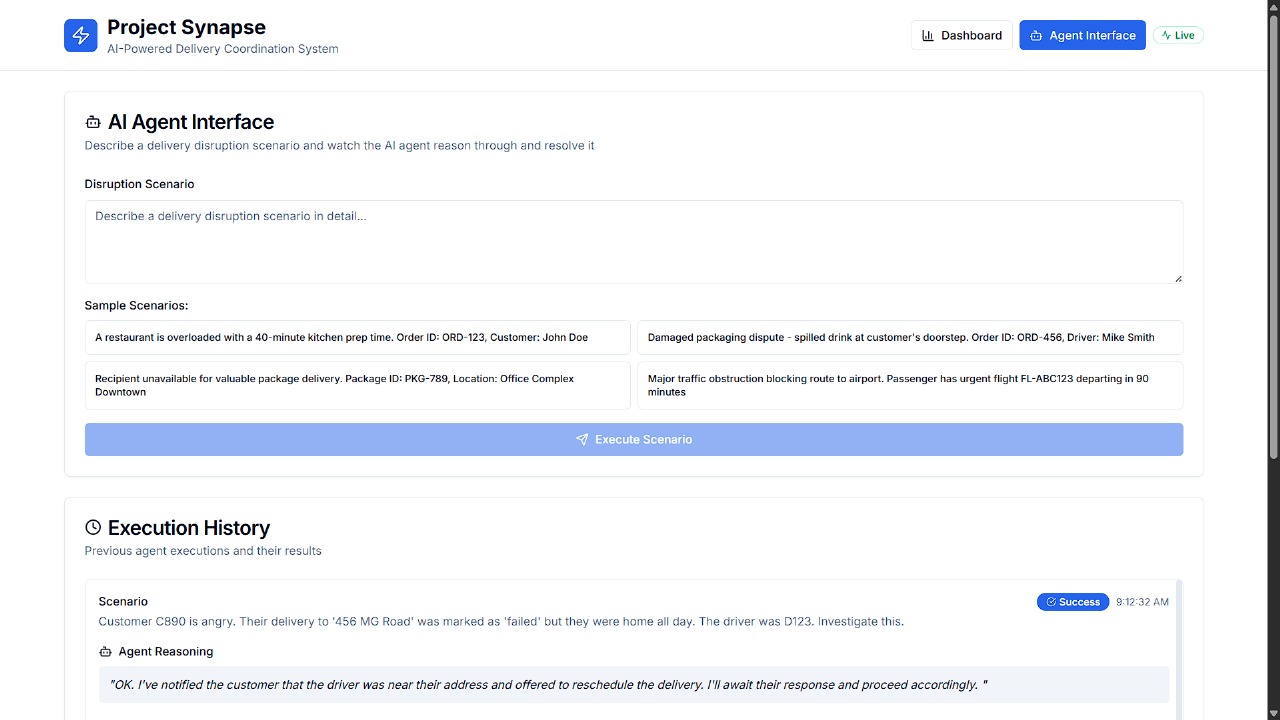 Project Synapse
AI-Powered Delivery Coordination System
Dashboard
Agent Interface
Live
AI Agent Interface
Describe a delivery disruption scenario and watch the AI agent reason through and resolve it
Disruption Scenario
Describe a delivery disruption scenario in detail...
Sample Scenarios:
A restaurant is overloaded with a 40-minute kitchen prep time. Order ID: ORD-123, Customer: John Doe
Damaged packaging dispute - spilled drink at customer's doorstep. Order ID: ORD-456, Driver: Mike Smith
Recipient unavailable for valuable package delivery. Package ID: PKG-789, Location: Office Complex
Downtown
Major traffic obstruction blocking route to airport. Passenger has urgent flight FL-ABC123 departing in 90
minutes
Execute Scenario
Execution History
Previous agent executions and their results
Scenario
Success
9:12:32 AM
Customer C890 is angry. Their delivery to '456 MG Road' was marked as 'failed' but they were home all day. The driver was D123. Investigate this.
Agent Reasoning
"OK. I've notified the customer that the driver was near their address and offered to reschedule the delivery. I'll await their response and proceed accordingly. "